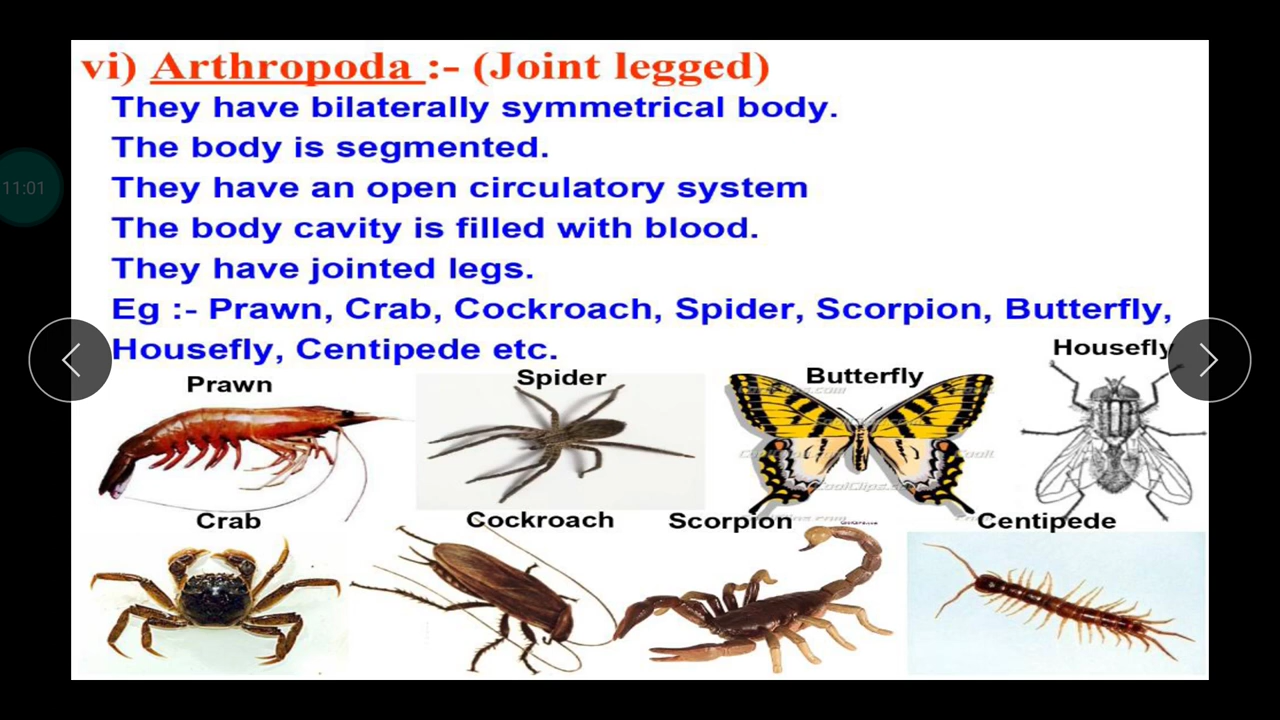 vi) Arthropoda :- (Joint legged)
They have bilaterally symmetrical body.
The body is segmented.
They have an open circulatory system
The body cavity is filled with blood.
They have jointed legs.
Eg :- Prawn, Crab, Cockroach, Spider, Scorpion, Butterfly,
Housefly, Centipede etc.
11:01
Housefly
Prawn
Spider
Butterfly
CoolClips.com
Crab
Cockroach
Scorpion
Centipede